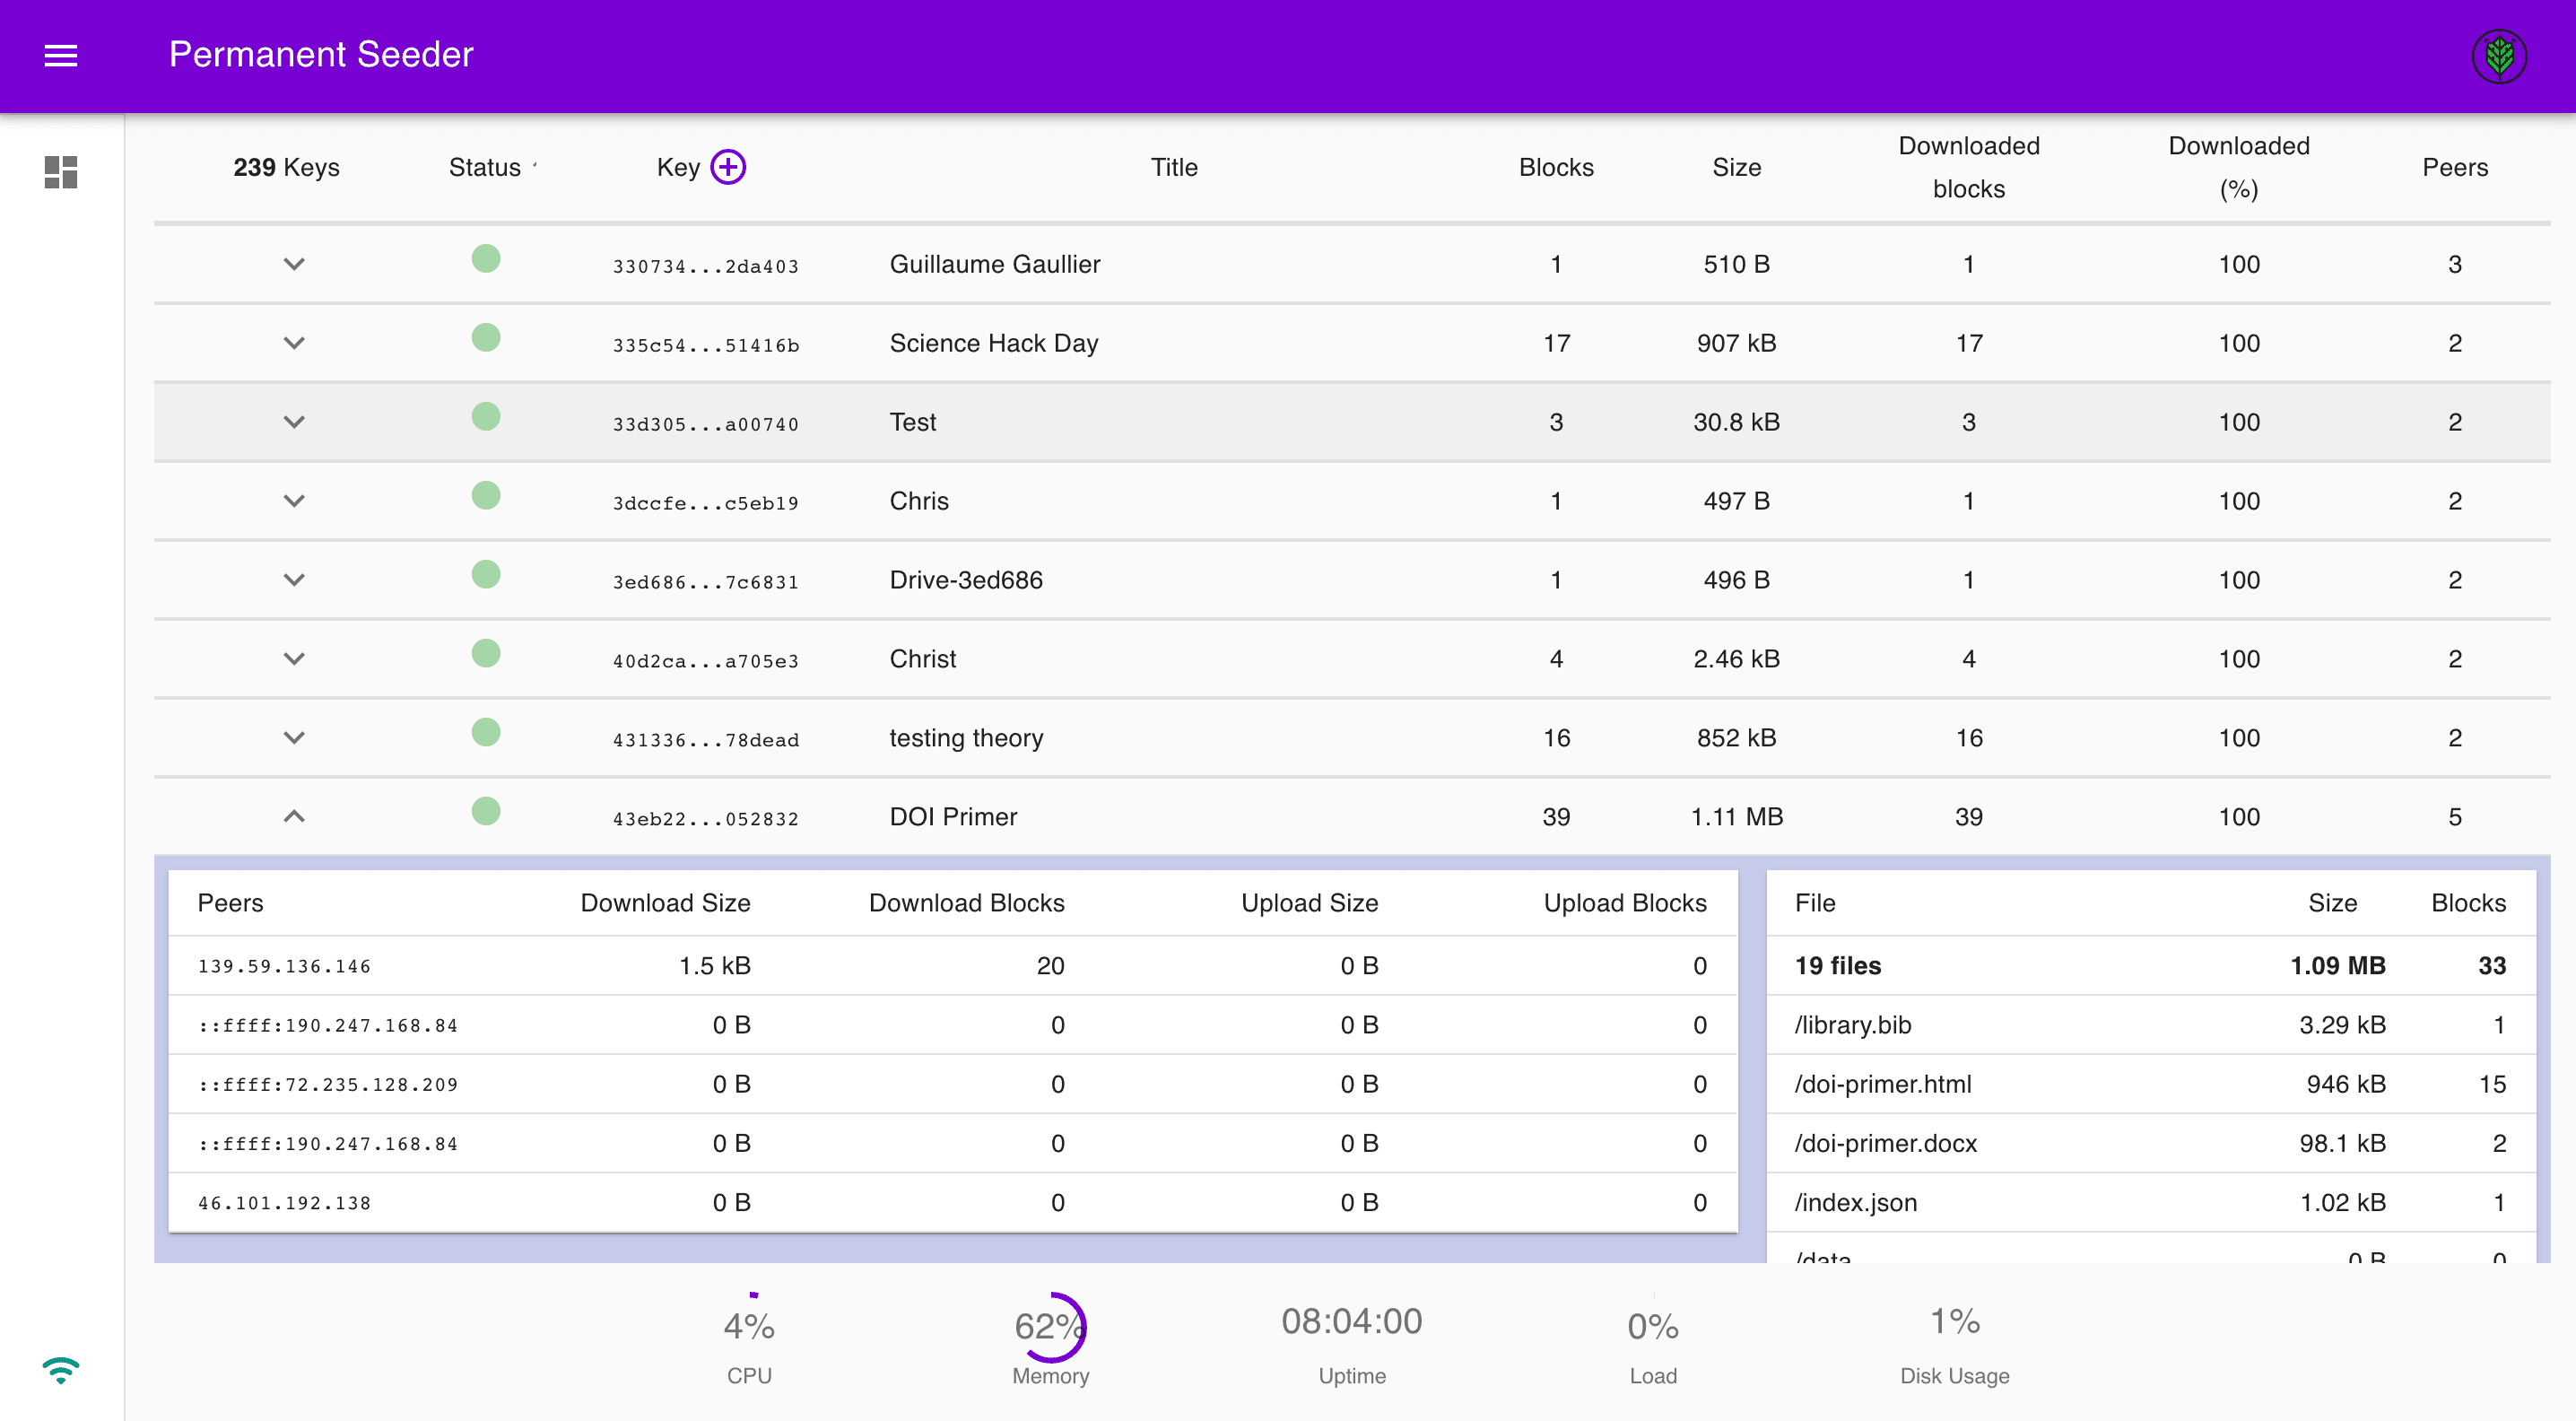 Permanent Seeder
239 Keys Status Key Title Blocks Size Downloaded blocks Downloaded (%) Peers
330734...2da403 Guillaume Gaullier 1 510 B 1 100 3
335c54...51416b Science Hack Day 17 907 kB 17 100 2
33d305...a00740 Test 3 30.8 kB 3 100 2
3dccfe...c5eb19 Chris 1 497 B 1 100 2
3ed686...7c6831 Drive-3ed686 1 496 B 1 100 2
40d2ca...a705e3 Christ 4 2.46 kB 4 100 2
431336...78dead testing theory 16 852 kB 16 100 2
43eb22...052832 DOI Primer 39 1.11 MB 39 100 5
Peers Download Size Download Blocks Upload Size Upload Blocks
139.59.136.146 1.5 kB 20 0 B 0
::ffff:190.247.168.84 0 B 0 0 B 0
::ffff:72.235.128.209 0 B 0 0 B 0
::ffff:190.247.168.84 0 B 0 0 B 0
46.101.192.138 0 B 0 0 B 0
File Size Blocks
19 files 1.09 MB 33
/library.bib 3.29 kB 1
/doi-primer.html 946 kB 15
/doi-primer.docx 98.1 kB 2
/index.json 1.02 kB 1
/data 0 B 0
4% 62% 08:04:00 0% 1%
CPU Memory Uptime Load Disk Usage